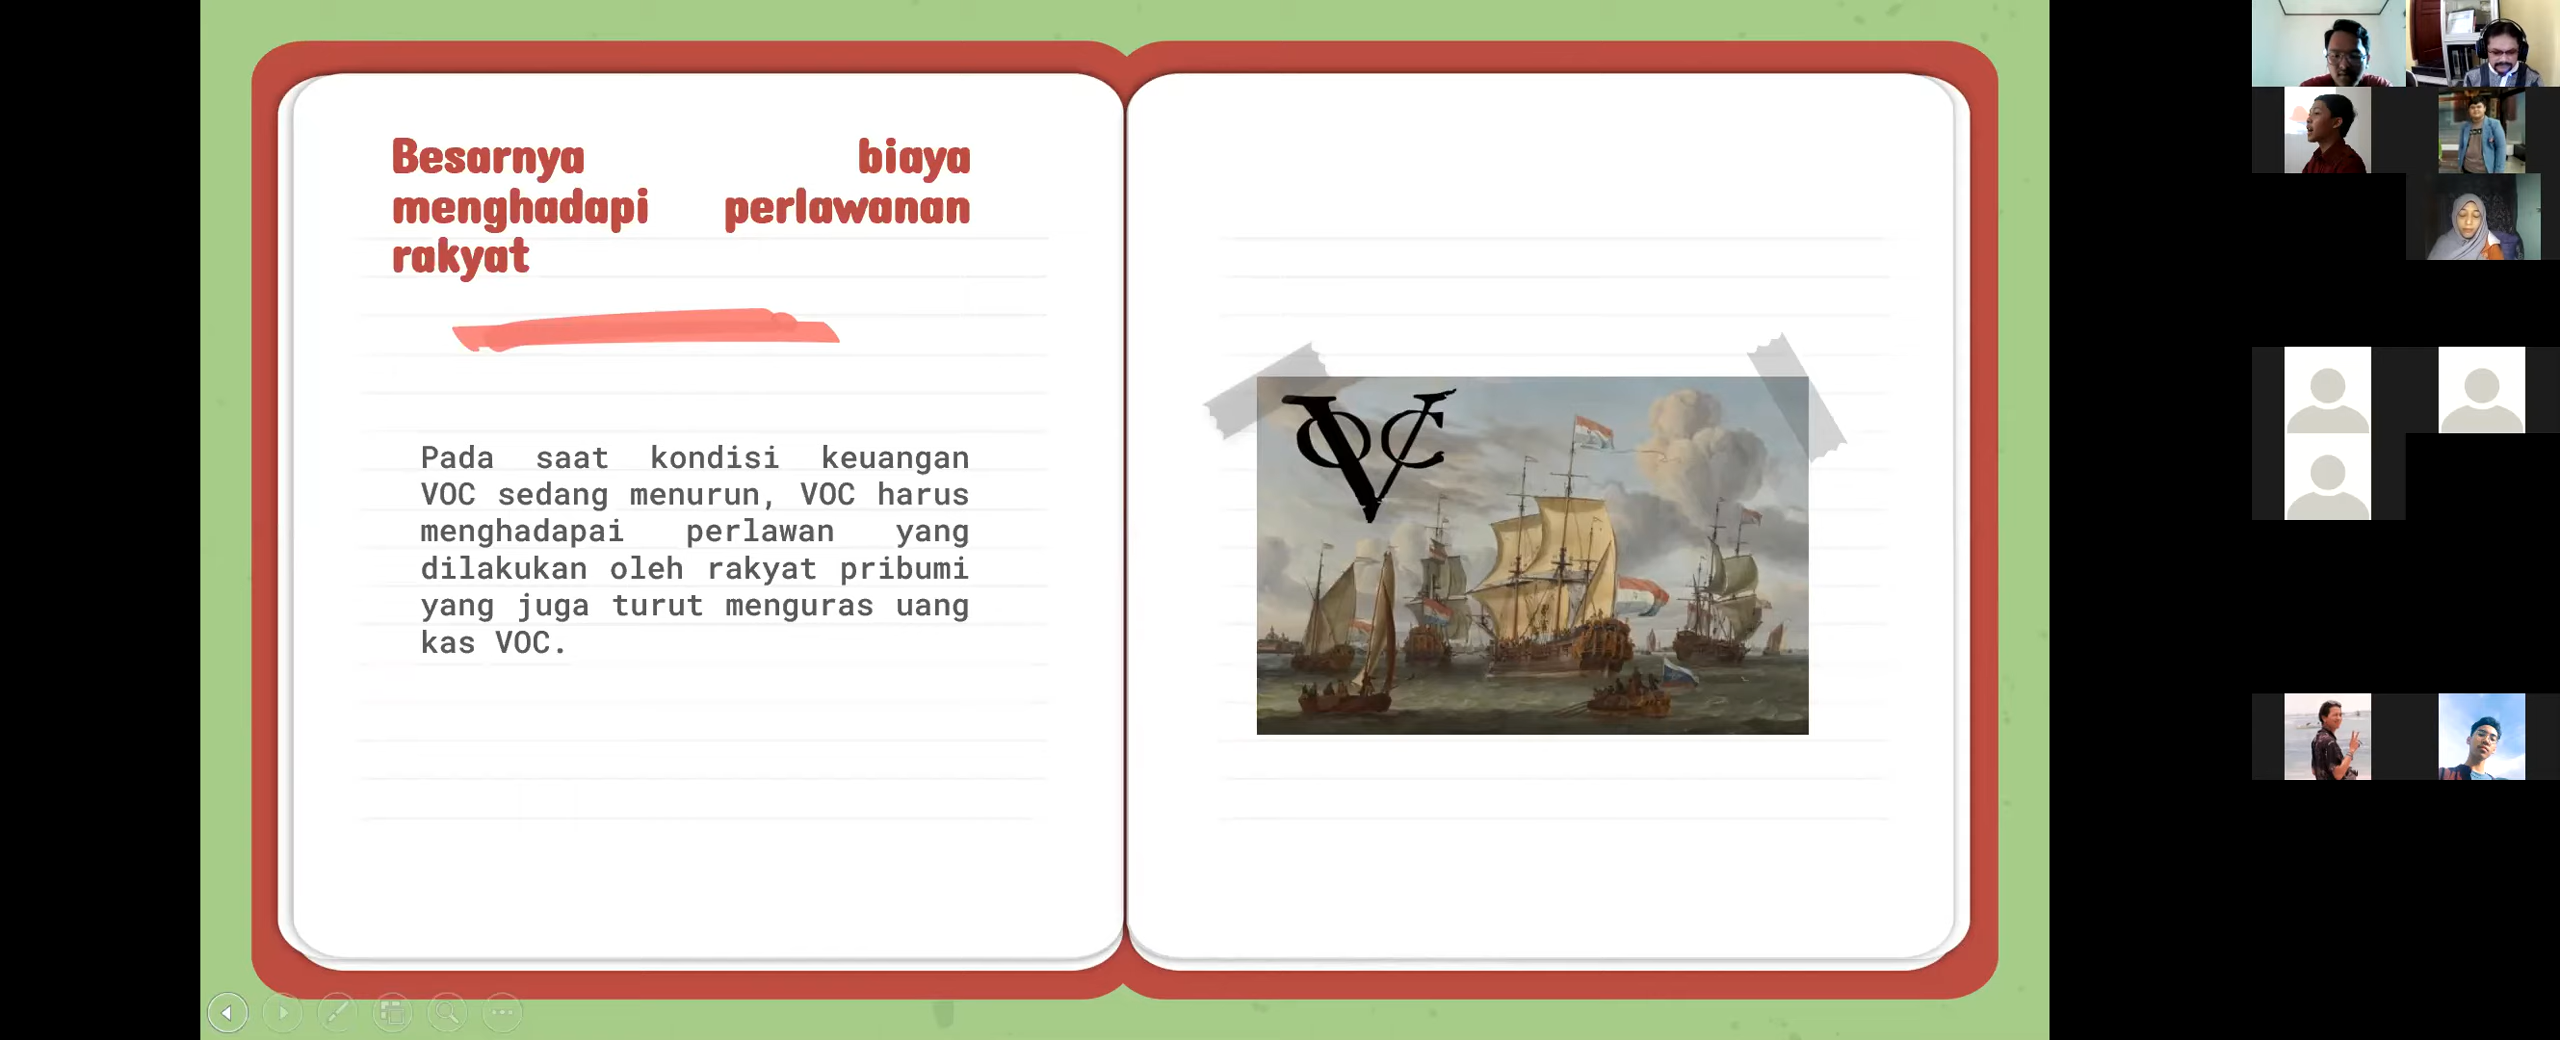 Besarnya biaya
menghadapi perlawanan
rakyat
Pada saat kondisi keuangan
VOC sedang menurun, VOC harus
menghadapai perlawan yang
dilakukan oleh rakyat pribumi
yang juga turut menguras uang
kas VOC.
VOC